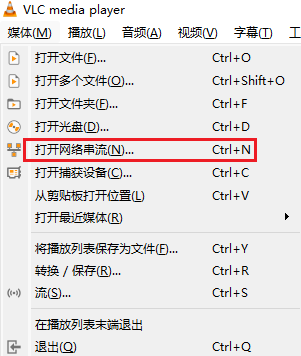 VLC media player
媒体(M) 播放(L) 音频(A) 视频(V) 字幕(T) 工
打开文件(F)... Ctrl+O
打开多个文件(O)... Ctrl+Shift+O
打开文件夹(F)... Ctrl+F
打开光盘(D)... Ctrl+D
打开网络串流(N)... Ctrl+N
打开捕获设备(C)... Ctrl+C
从剪贴板打开位置(L) Ctrl+V
打开最近媒体(R)
将播放列表保存为文件(F)... Ctrl+Y
转换 / 保存(R)... Ctrl+R
流(S)... Ctrl+S
在播放列表末端退出
退出(Q) Ctrl+Q